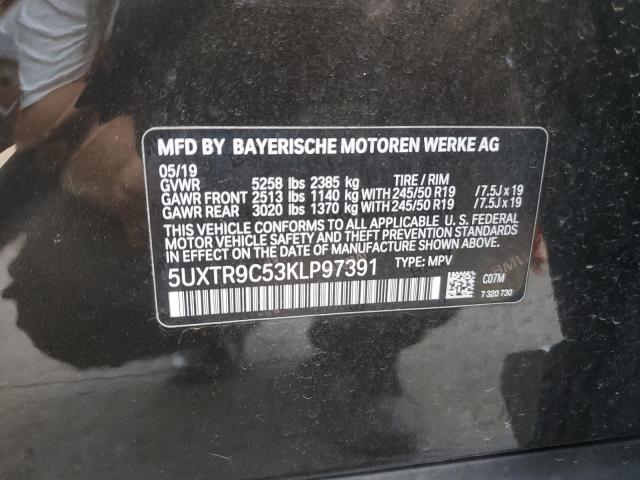 MFD BY BAYERISCHE MOTOREN WERKE AG
05/19
GVWR 5258 lbs 2385 kg TIRE / RIM
GAWR FRONT 2513 lbs 1140 kg WITH 245/50 R19 / 7.5J x 19
GAWR REAR 3020 lbs 1370 kg WITH 245/50 R19 / 7.5J x 19
THIS VEHICLE CONFORMS TO ALL APPLICABLE U. S. FEDERAL
MOTOR VEHICLE SAFETY BUMPER, AND THEFT PREVENTION
STANDARDS IN EFFECT ON THE DATE OF MANUFACTURE SHOWN ABOVE.
5UXTR9C53KLP97391 TYPE: MPV
C07M
7 320 730